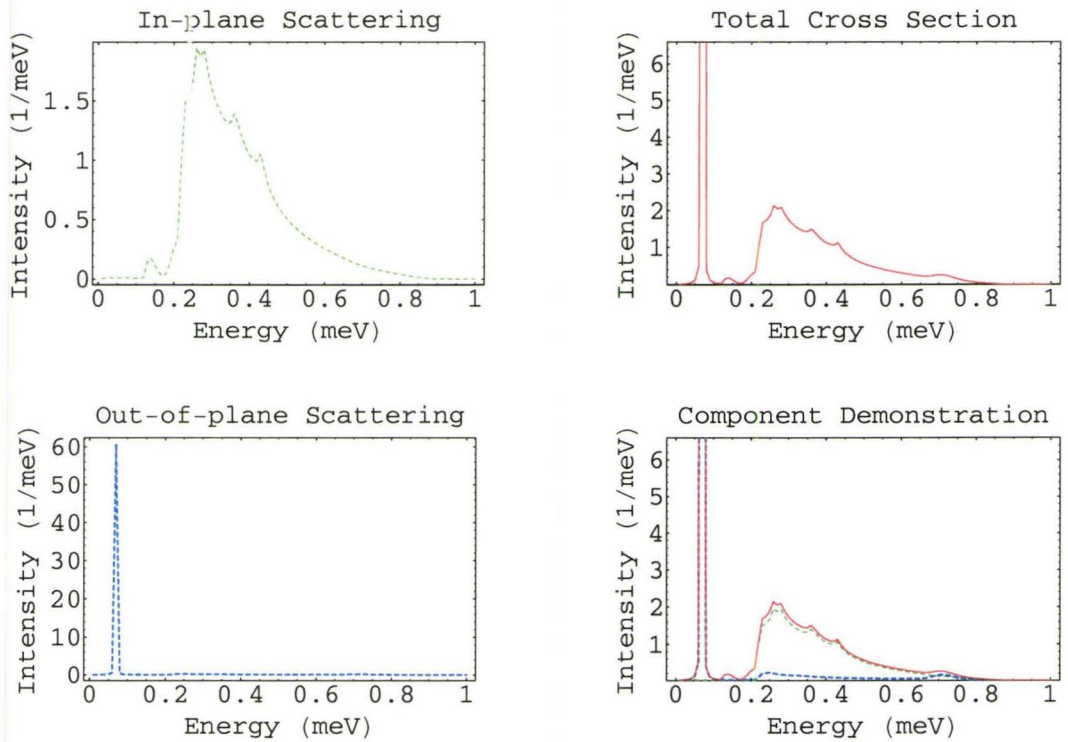 In-plane Scattering
Intensity (1/meV)
1.5
1
0.5
0
0 0.2 0.4 0.6 0.8 1
Energy (meV)
Total Cross Section
Intensity (1/meV)
6
5
4
3
2
1
0 0.2 0.4 0.6 0.8 1
Energy (meV)
Out-of-plane Scattering
Intensity (1/meV)
60
50
40
30
20
10
0
0 0.2 0.4 0.6 0.8 1
Energy (meV)
Component Demonstration
Intensity (1/meV)
6
5
4
3
2
1
0 0.2 0.4 0.6 0.8 1
Energy (meV)